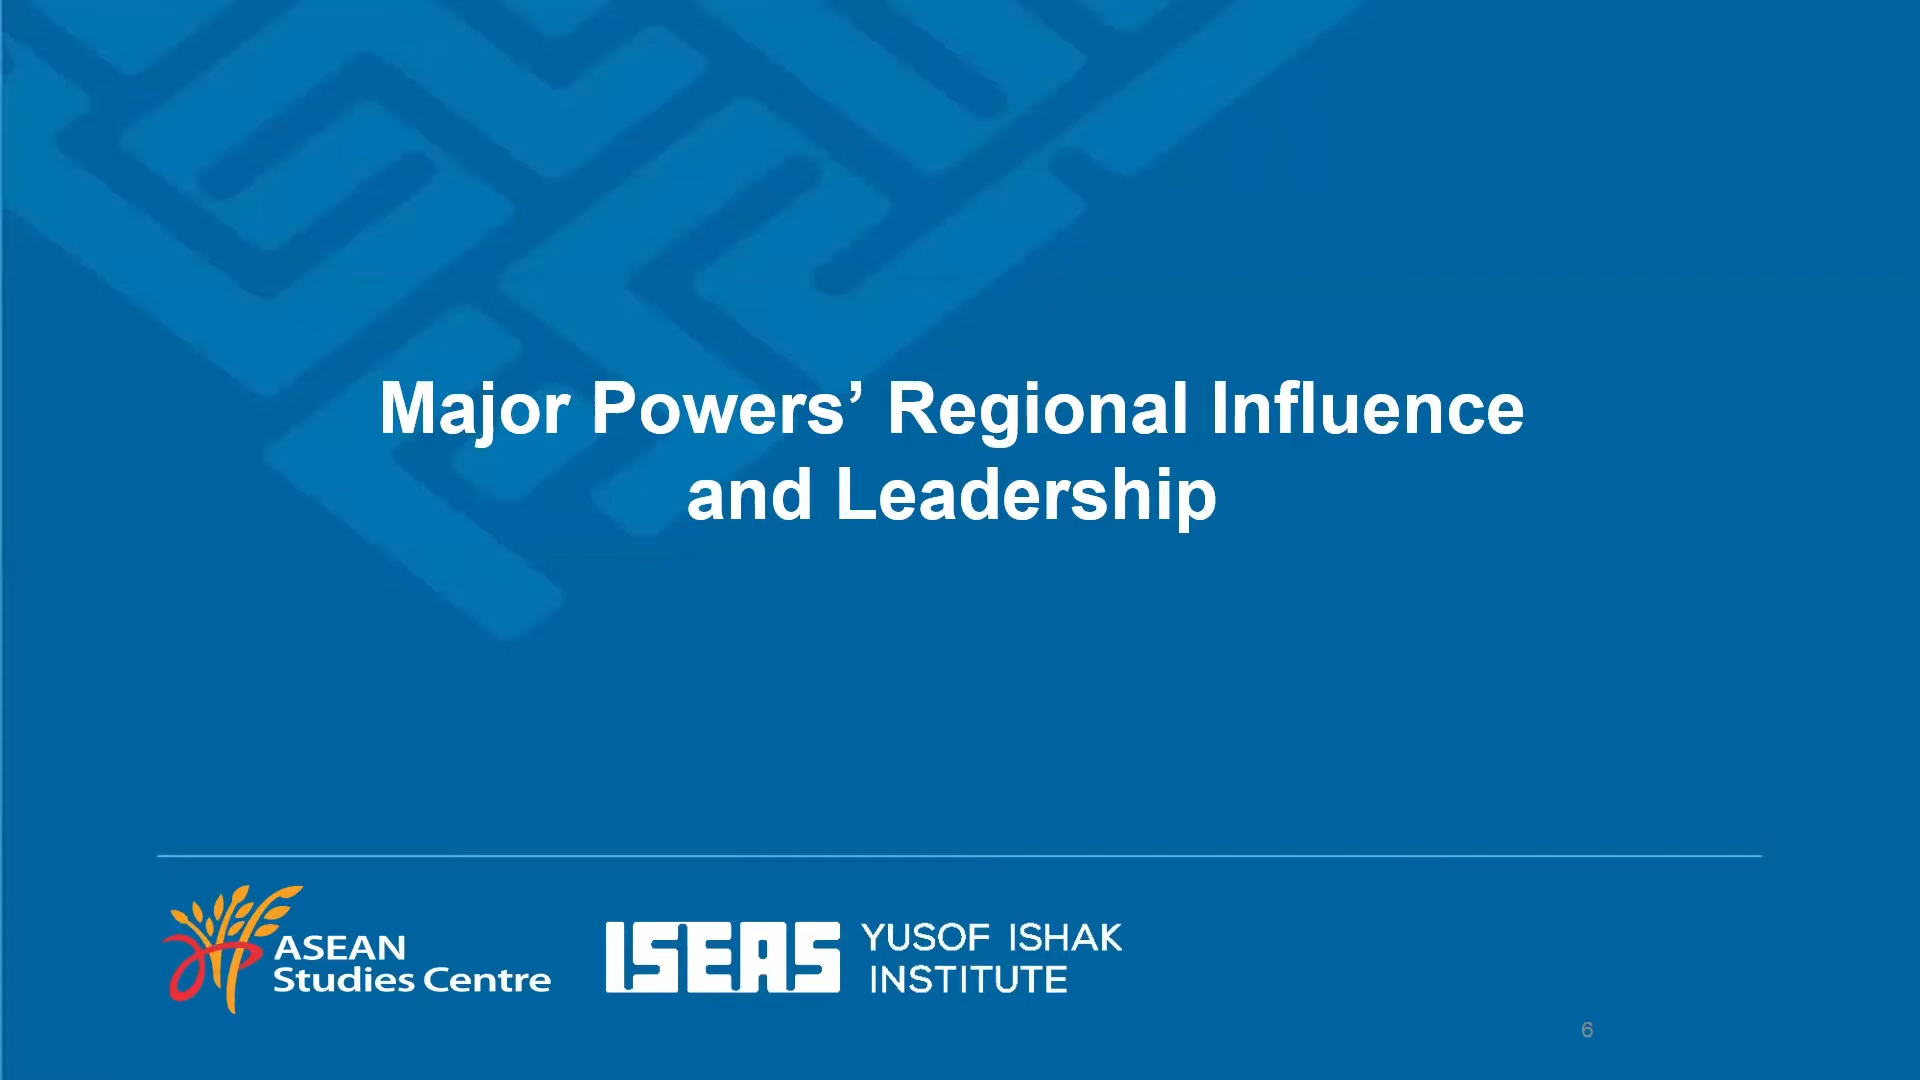 Major Powers’ Regional Influence
and Leadership
ASEAN
Studies Centre
ISEAS
YUSOF ISHAK
INSTITUTE
6